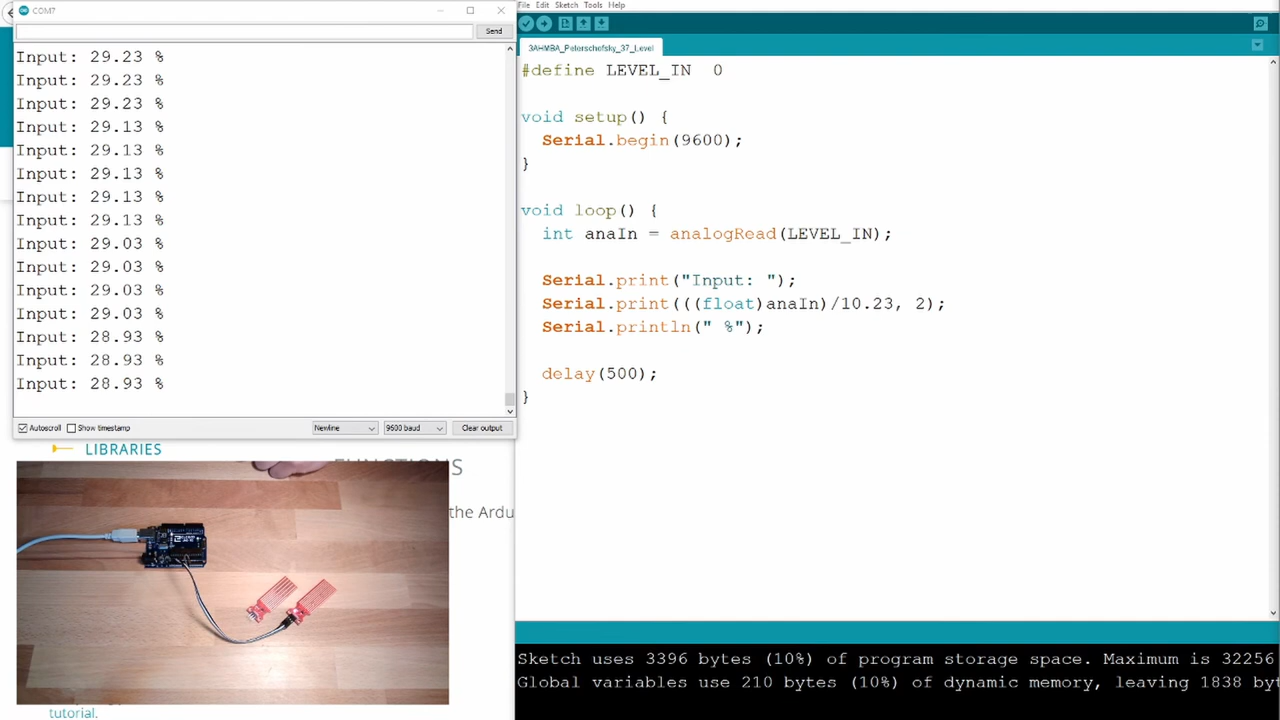 COM7
Send
Input: 29.23 %
Input: 29.23 %
Input: 29.23 %
Input: 29.13 %
Input: 29.13 %
Input: 29.13 %
Input: 29.13 %
Input: 29.13 %
Input: 29.03 %
Input: 29.03 %
Input: 29.03 %
Input: 29.03 %
Input: 28.93 %
Input: 28.93 %
Input: 28.93 %
Autoscroll Show timestamp Newline 9600 baud Clear output
LIBRARIES
FUNCTIONS
the Ardu
tutorial.
File Edit Sketch Tools Help
3AHMBA_Peterschofsky_37_Level
#define LEVEL_IN 0
void setup() {
Serial.begin(9600);
}
void loop() {
int anaIn = analogRead(LEVEL_IN);
Serial.print("Input: ");
Serial.print(((float)anaIn)/10.23, 2);
Serial.println(" %");
delay(500);
}
Sketch uses 3396 bytes (10%) of program storage space. Maximum is 32256
Global variables use 210 bytes (10%) of dynamic memory, leaving 1838 byt